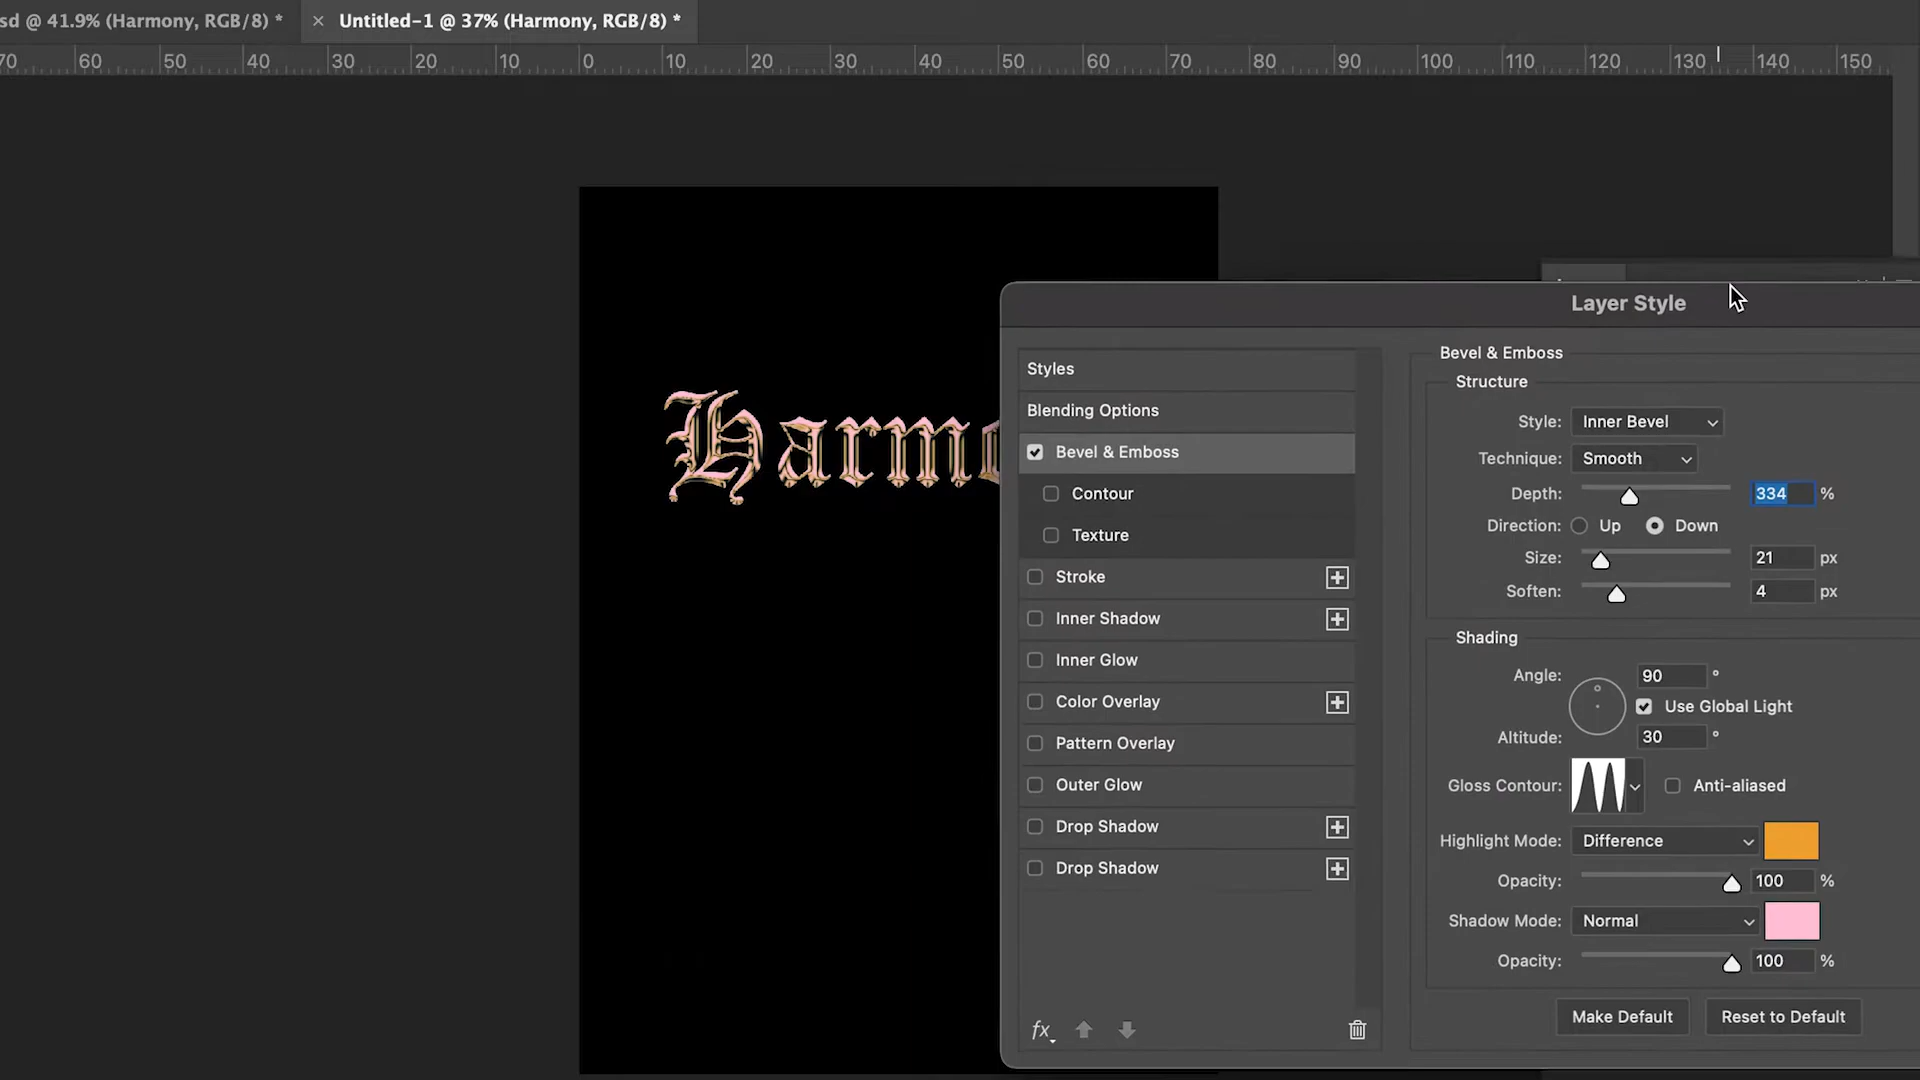 sd @ 41.9% (Harmony, RGB/8) *
× Untitled-1 @ 37% (Harmony, RGB/8) *
70 60 50 40 30 20 10 0 10 20 30 40 50 60 70 80 90 100 110 120 130 140 150
Harmo
Layer Style
Styles
Blending Options
Bevel & Emboss
Contour
Texture
Stroke
Inner Shadow
Inner Glow
Color Overlay
Pattern Overlay
Outer Glow
Drop Shadow
Drop Shadow
fx
Bevel & Emboss
Structure
Style: Inner Bevel
Technique: Smooth
Depth: 334 %
Direction: Up Down
Size: 21 px
Soften: 4 px
Shading
Angle: 90 °
Use Global Light
Altitude: 30 °
Gloss Contour: Anti-aliased
Highlight Mode: Difference
Opacity: 100 %
Shadow Mode: Normal
Opacity: 100 %
Make Default Reset to Default